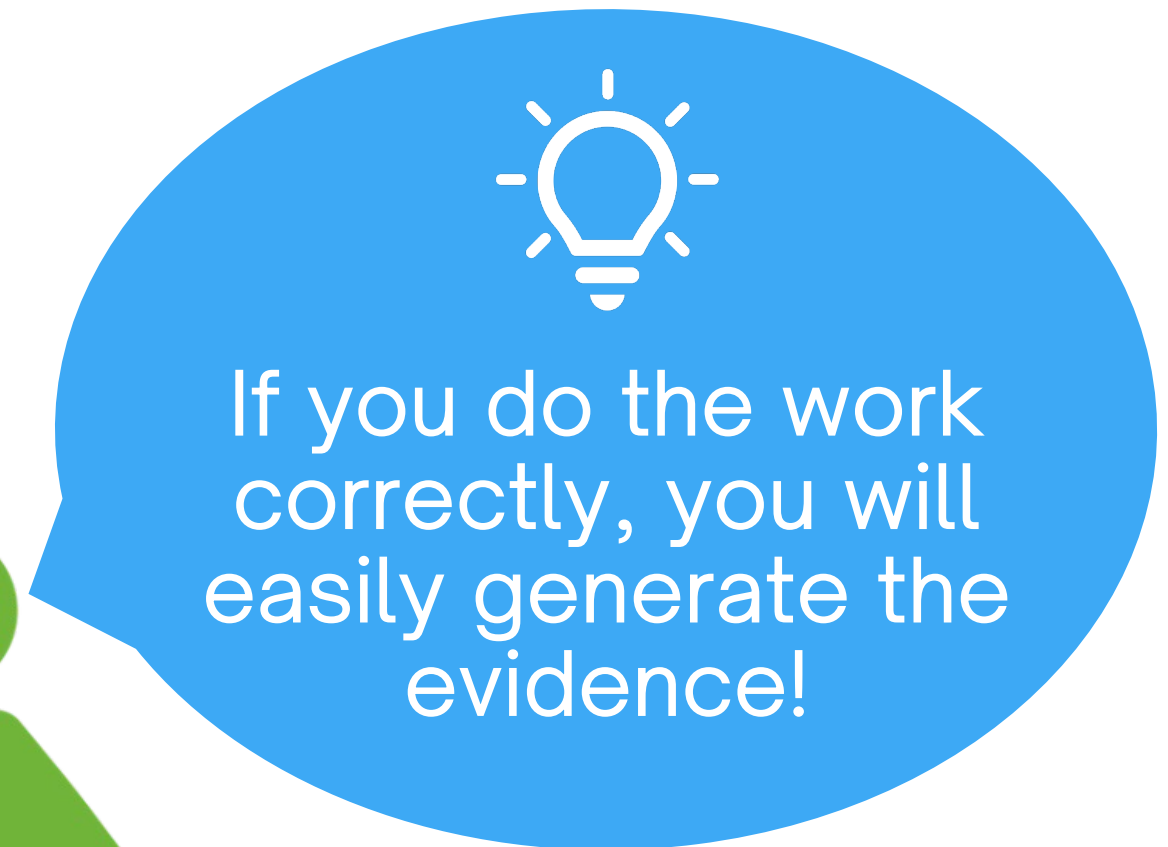 If you do the work
correctly, you will
easily generate the
evidence!